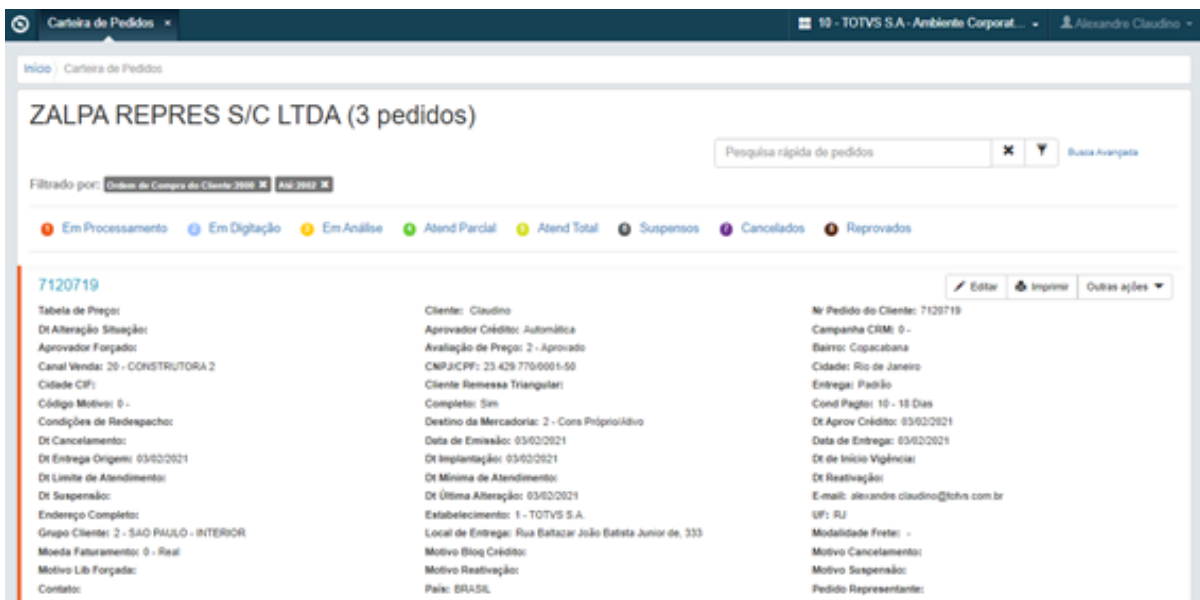 Carteira de Pedidos ×
10 - TOTVS S.A - Ambiente Corporat...
Alexandre Claudino
Início Carteira de Pedidos
ZALPA REPRES S/C LTDA (3 pedidos)
Pesquisa rápida de pedidos
Busca Avançada
Filtrado por: Ordem de Compra do Cliente:2000 × Até:2002 ×
Em Processamento Em Digitação Em Análise Atend Parcial Atend Total Suspensos Cancelados Reprovados
7120719 Editar Imprimir Outras ações
Tabela de Preço: Cliente: Claudino Nr Pedido do Cliente: 7120719
Dt Alteração Situação: Aprovador Crédito: Automática Campanha CRM: 0 -
Aprovador Forçado: Avaliação de Preço: 2 - Aprovado Bairro: Copacabana
Canal Venda: 20 - CONSTRUTORA 2 CNPJ/CPF: 23.429.770/0001-50 Cidade: Rio de Janeiro
Cidade CIF: Cliente Remessa Triangular: Entrega: Padrão
Código Motivo: 0 - Completo: Sim Cond Pagto: 10 - 18 Dias
Condições de Redespacho: Destino da Mercadoria: 2 - Cons Próprio/Ativo Dt Aprov Crédito: 03/02/2021
Dt Cancelamento: Data de Emissão: 03/02/2021 Data de Entrega: 03/02/2021
Dt Entrega Origem: 03/02/2021 Dt Implantação: 03/02/2021 Dt de Início Vigência:
Dt Limite de Atendimento: Dt Mínima de Atendimento: Dt Reativação:
Dt Suspensão: Dt Última Alteração: 03/02/2021 E-mail: alexandre.claudino@totvs.com.br
Endereço Completo: Estabelecimento: 1 - TOTVS S.A. UF: RJ
Grupo Cliente: 2 - SAO PAULO - INTERIOR Local de Entrega: Rua Baltazar João Batista Junior de, 333 Modalidade Frete: -
Moeda Faturamento: 0 - Real Motivo Bloq Crédito: Motivo Cancelamento:
Motivo Lib Forçada: Motivo Reativação: Motivo Suspensão:
Contato: País: BRASIL Pedido Representante: